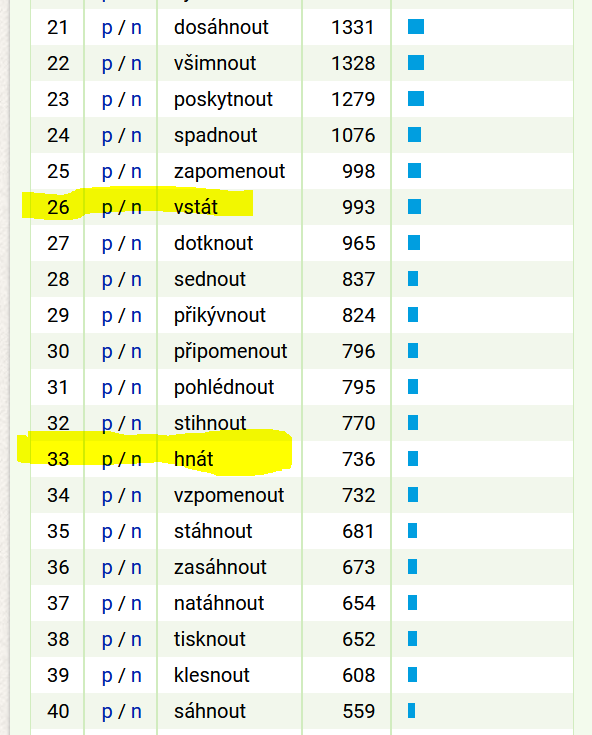 21 p / n dosáhnout 1331
22 p / n všimnout 1328
23 p / n poskytnout 1279
24 p / n spadnout 1076
25 p / n zapomenout 998
26 p / n vstát 993
27 p / n dotknout 965
28 p / n sednout 837
29 p / n přikývnout 824
30 p / n připomenout 796
31 p / n pohlédnout 795
32 p / n stihnout 770
33 p / n hnát 736
34 p / n vzpomenout 732
35 p / n stáhnout 681
36 p / n zasáhnout 673
37 p / n natáhnout 654
38 p / n tisknout 652
39 p / n klesnout 608
40 p / n sáhnout 559